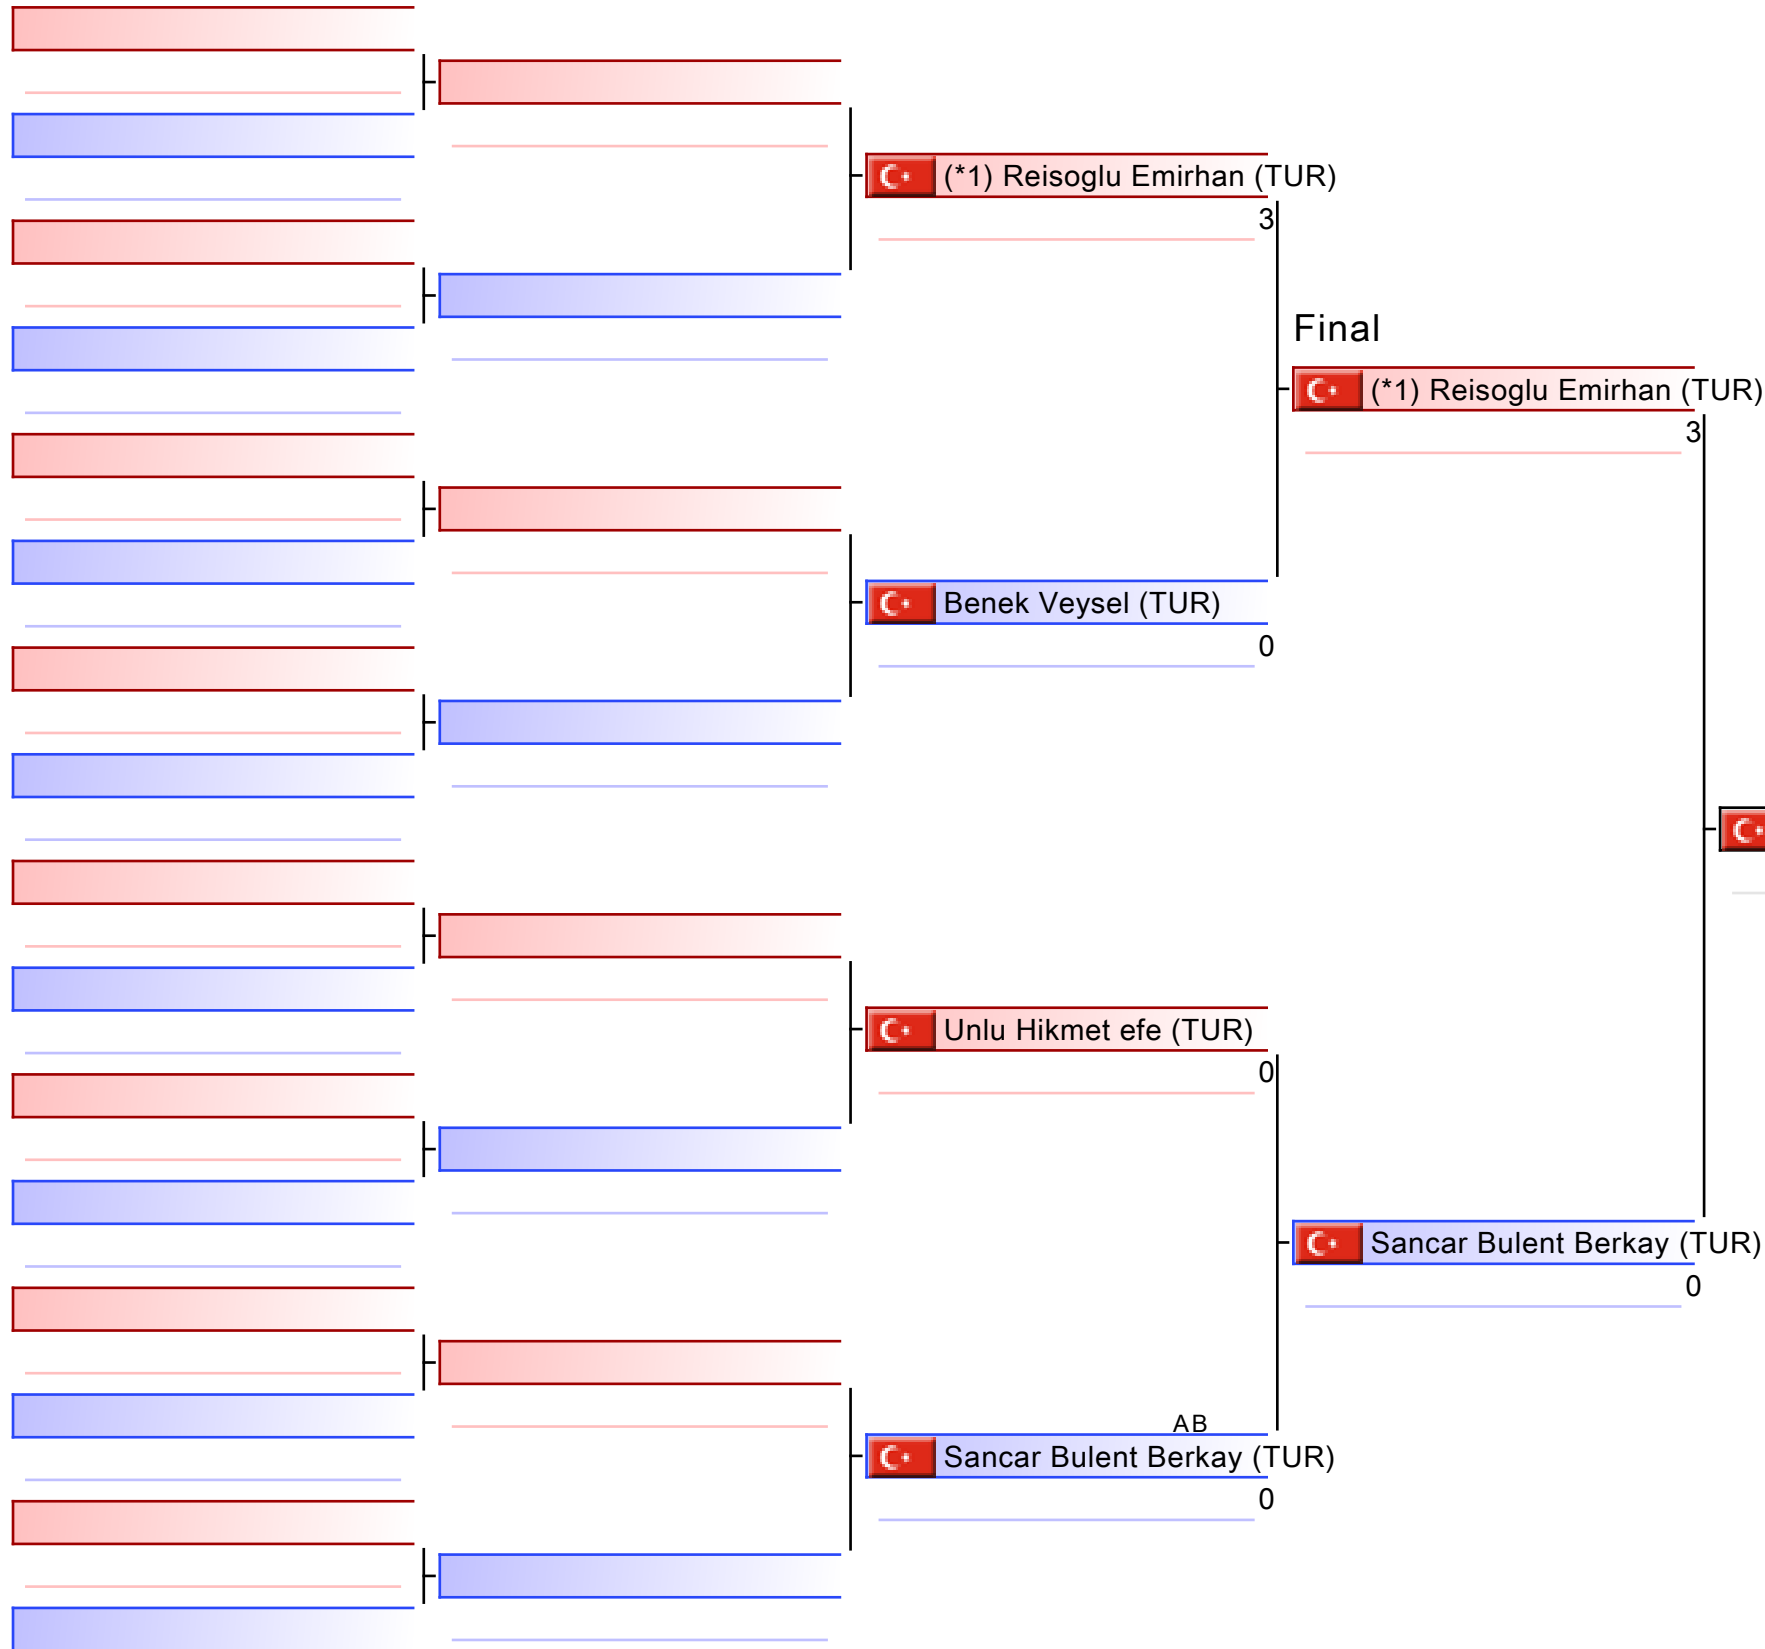 (*1) Reisoglu Emirhan (TUR)
3
Final
(*1) Reisoglu Emirhan (TUR)
3
Benek Veysel (TUR)
0
Unlu Hikmet efe (TUR)
0
Sancar Bulent Berkay (TUR)
0
AB
Sancar Bulent Berkay (TUR)
0